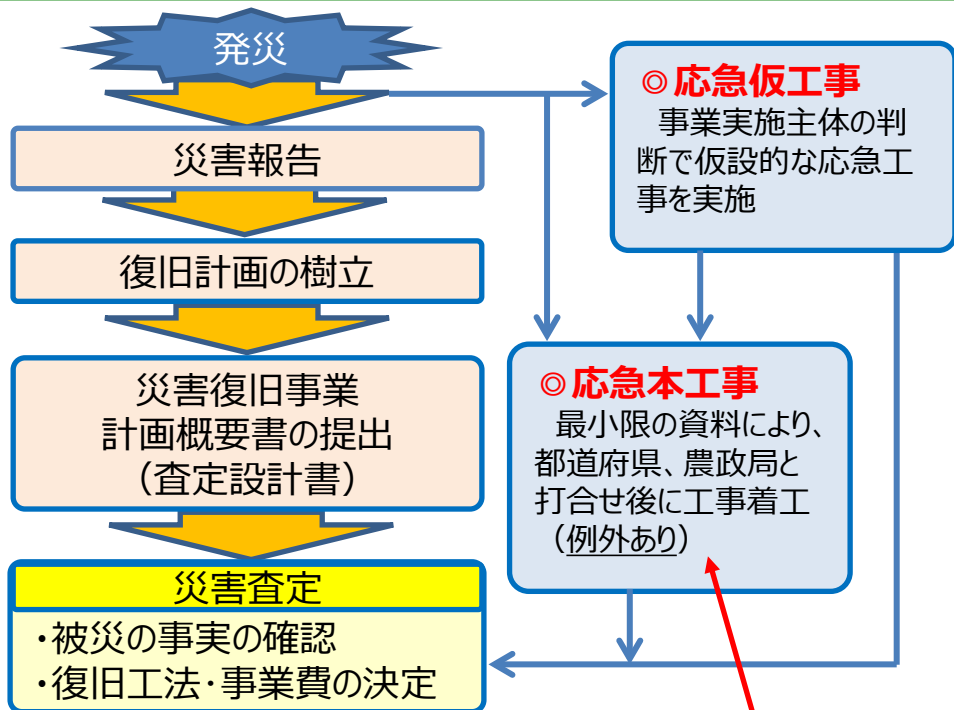 発災
災害報告
復旧計画の樹立
災害復旧事業
計画概要書の提出
（査定設計書）
災害査定
・被災の事実の確認
・復旧工法・事業費の決定
◎応急仮工事
事業実施主体の判
断で仮設的な応急工
事を実施
◎応急本工事
最小限の資料により、
都道府県、農政局と
打合せ後に工事着工
（例外あり）